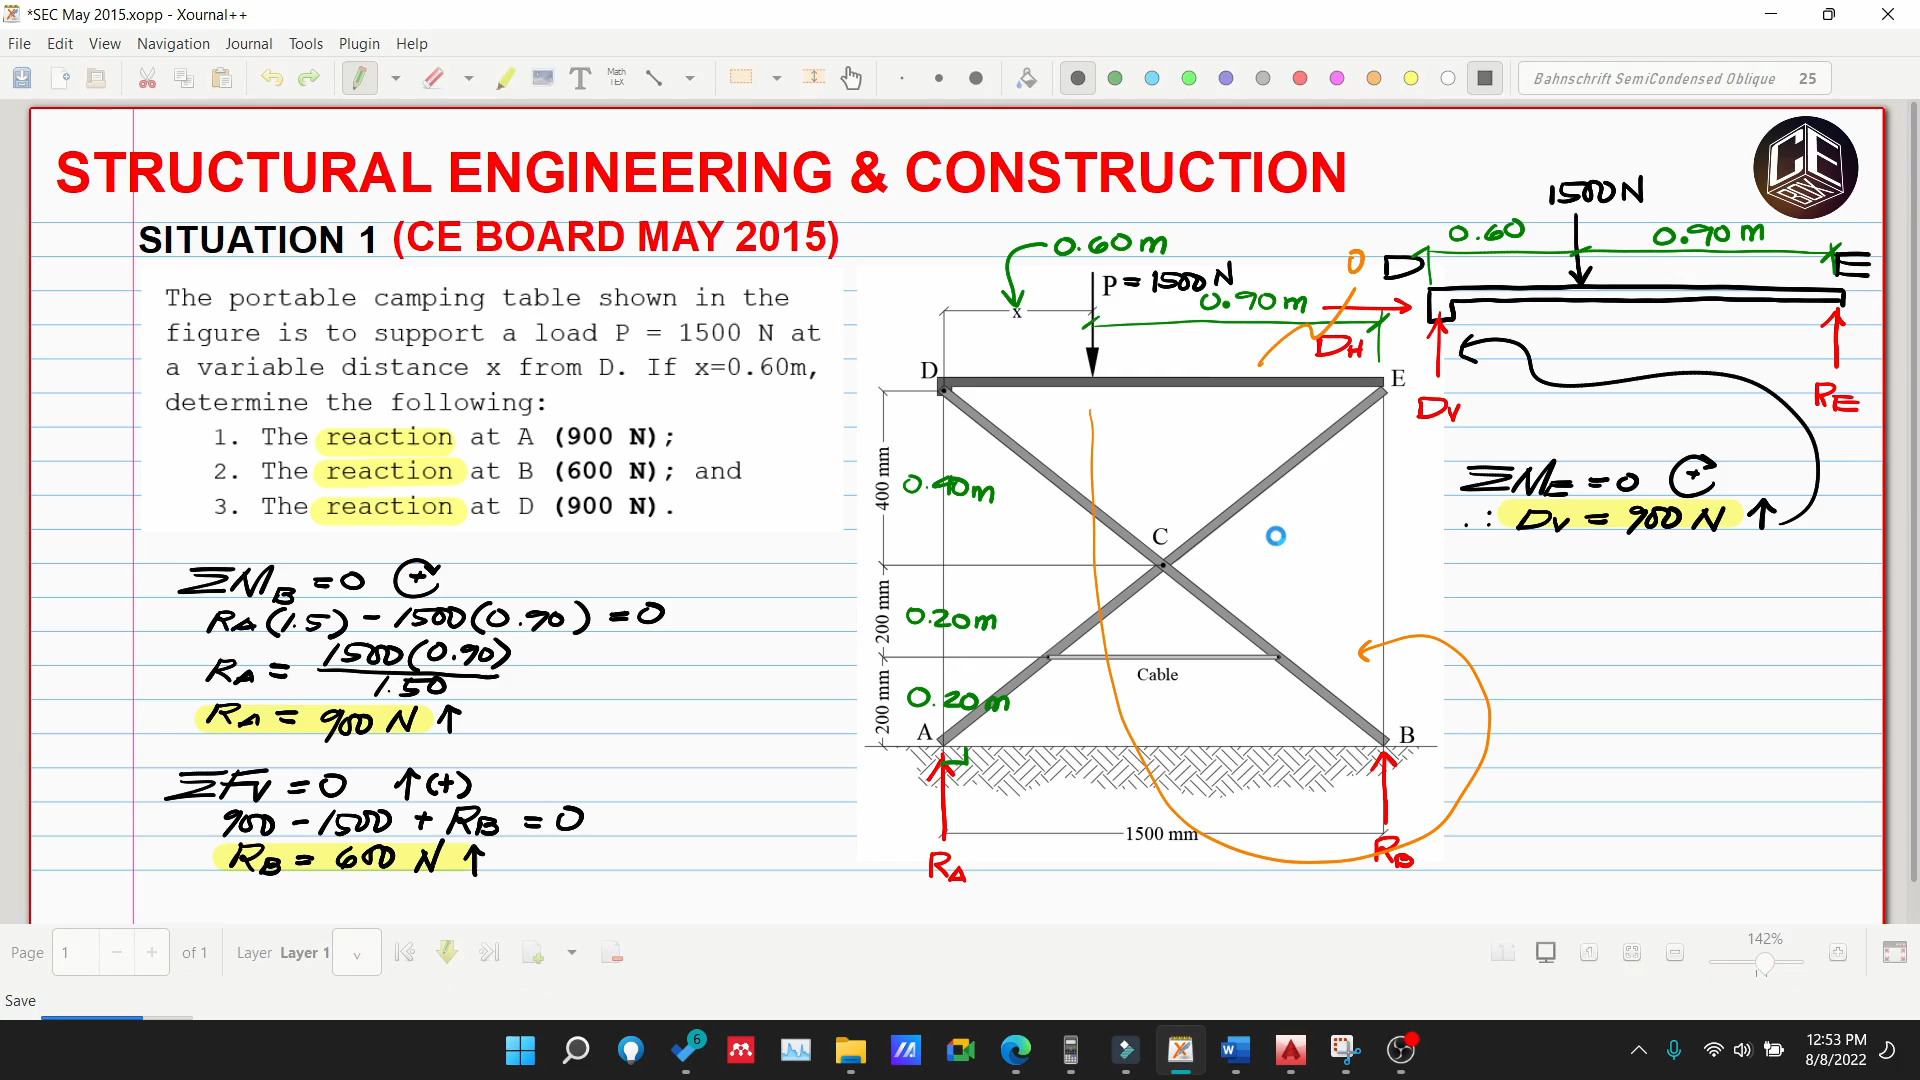 *SEC May 2015.xopp - Xournal++
File Edit View Navigation Journal Tools Plugin Help
Math TEX
Bahnschrift SemiCondensed Oblique 25
STRUCTURAL ENGINEERING & CONSTRUCTION
SITUATION 1 (CE BOARD MAY 2015)
The portable camping table shown in the
figure is to support a load P = 1500 N at
a variable distance x from D. If x=0.60m,
determine the following:
1. The reaction at A (900 N);
2. The reaction at B (600 N); and
3. The reaction at D (900 N).
ΣMB = 0 +
RA (1.5) - 1500 (0.90) = 0
RA = 1500 (0.90)
1.50
RA = 900 N ↑
ΣFV = 0 ↑(+)
900 - 1500 + RB = 0
RB = 600 N ↑
0.60 m
P = 1500 N
0.90 m
x
D
E
400 mm
0.40m
C
200 mm
0.20m
Cable
200 mm
0.20m
A
B
1500 mm
RA
RB
CE
1500 N
0.60
0.90 m
0
D
E
DH
DV
RE
ΣME = 0 +
∴ DV = 900 N ↑
Page 1 of 1 Layer Layer 1
142%
Save
6
12:53 PM
8/8/2022